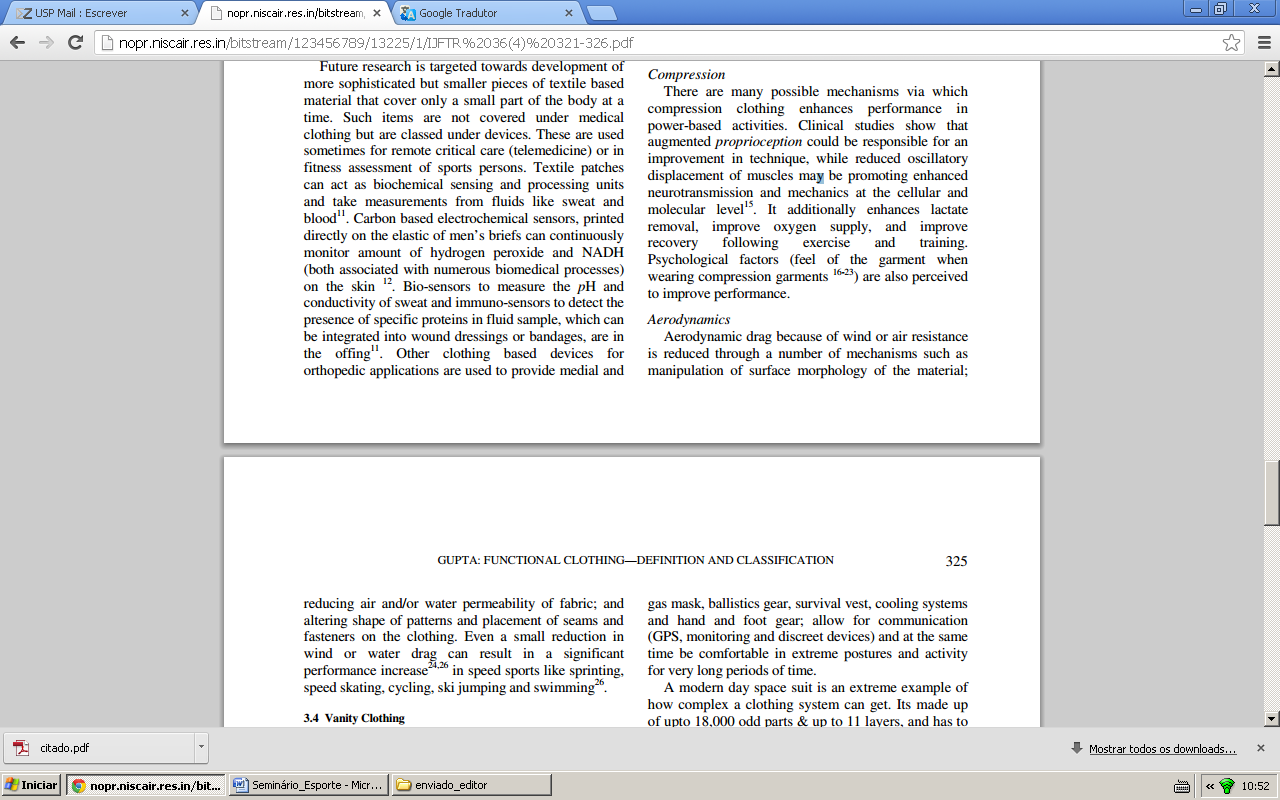 USP Mail : Escrever
nopr.niscair.res.in/bitstream
Google Tradutor
nopr.niscair.res.in/bitstream/123456789/13225/1/IJFTR%2036(4)%20321-326.pdf
Future research is targeted towards development of
more sophisticated but smaller pieces of textile based
material that cover only a small part of the body at a
time. Such items are not covered under medical
clothing but are classed under devices. These are used
sometimes for remote critical care (telemedicine) or in
fitness assessment of sports persons. Textile patches
can act as biochemical sensing and processing units
and take measurements from fluids like sweat and
blood11. Carbon based electrochemical sensors, printed
directly on the elastic of men's briefs can continuously
monitor amount of hydrogen peroxide and NADH
(both associated with numerous biomedical processes)
on the skin 12. Bio-sensors to measure the pH and
conductivity of sweat and immuno-sensors to detect the
presence of specific proteins in fluid sample, which can
be integrated into wound dressings or bandages, are in
the offing11. Other clothing based devices for
orthopedic applications are used to provide medial and
Compression
There are many possible mechanisms via which
compression clothing enhances performance in
power-based activities. Clinical studies show that
augmented proprioception could be responsible for an
improvement in technique, while reduced oscillatory
displacement of muscles may be promoting enhanced
neurotransmission and mechanics at the cellular and
molecular level15. It additionally enhances lactate
removal, improve oxygen supply, and improve
recovery following exercise and training.
Psychological factors (feel of the garment when
wearing compression garments 16-23) are also perceived
to improve performance.
Aerodynamics
Aerodynamic drag because of wind or air resistance
is reduced through a number of mechanisms such as
manipulation of surface morphology of the material;
GUPTA: FUNCTIONAL CLOTHING—DEFINITION AND CLASSIFICATION
325
reducing air and/or water permeability of fabric; and
altering shape of patterns and placement of seams and
fasteners on the clothing. Even a small reduction in
wind or water drag can result in a significant
performance increase24,26 in speed sports like sprinting,
speed skating, cycling, ski jumping and swimming26.
3.4 Vanity Clothing
gas mask, ballistics gear, survival vest, cooling systems
and hand and foot gear; allow for communication
(GPS, monitoring and discreet devices) and at the same
time be comfortable in extreme postures and activity
for very long periods of time.
A modern day space suit is an extreme example of
how complex a clothing system can get. Its made up
of upto 18,000 odd parts & up to 11 layers, and has to
citado.pdf
Mostrar todos os downloads...
Iniciar
nopr.niscair.res.in/bit...
Seminário_Esporte - Micr...
enviado_editor
10:52